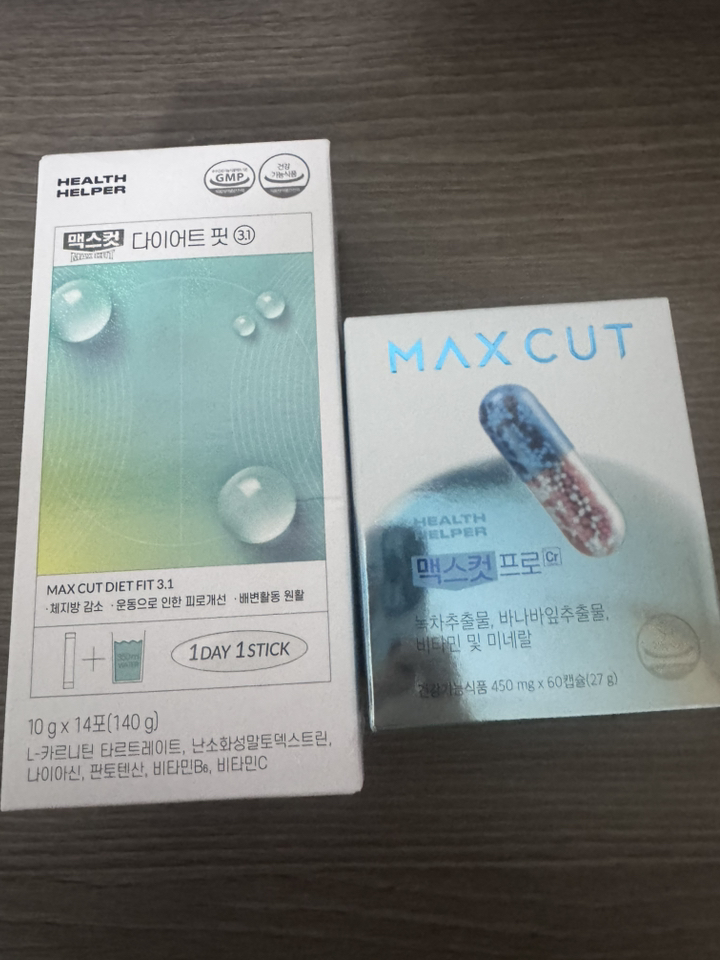 HEALTH
HELPER
GMP
건강
기능식품
맥스컷 다이어트 핏 3.1
MAX CUT
MAX CUT DIET FIT 3.1
·체지방 감소 ·운동으로 인한 피로개선 ·배변활동 원활
350ml
WATER
1DAY 1STICK
10 g x 14포(140 g)
L-카르니틴 타르트레이트, 난소화성말토덱스트린,
나이아신, 판토텐산, 비타민B₆, 비타민C
MAX CUT
HEALTH
HELPER
맥스컷 프로 Cr
녹차추출물, 바나바잎추출물,
비타민 및 미네랄
건강기능식품 450 mg x 60캡슐(27 g)